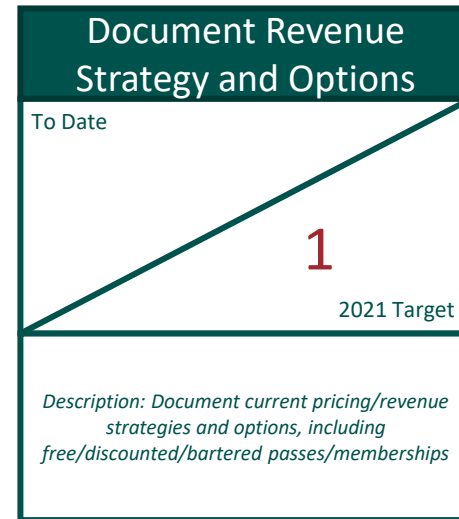 Document Revenue
Strategy and Options
To Date
1
2021 Target
Description: Document current pricing/revenue
strategies and options, including
free/discounted/bartered passes/memberships